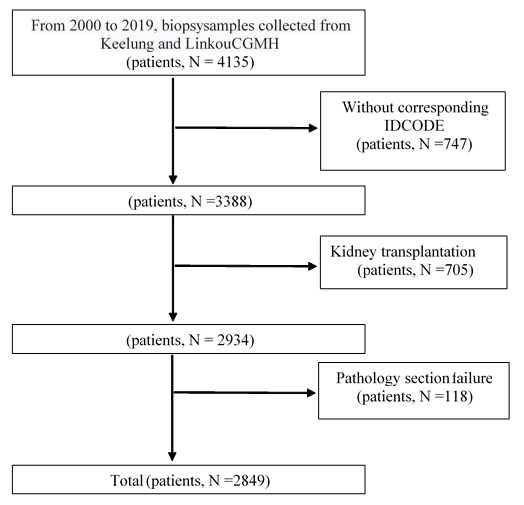 From 2000 to 2019, biopsysamples collected from
Keelung and LinkouCGMH
(patients, N = 4135)
Without corresponding
IDCODE
(patients, N =747)
(patients, N =3388)
Kidney transplantation
(patients, N =705)
(patients, N = 2934)
Pathology section failure
(patients, N =118)
Total (patients, N =2849)